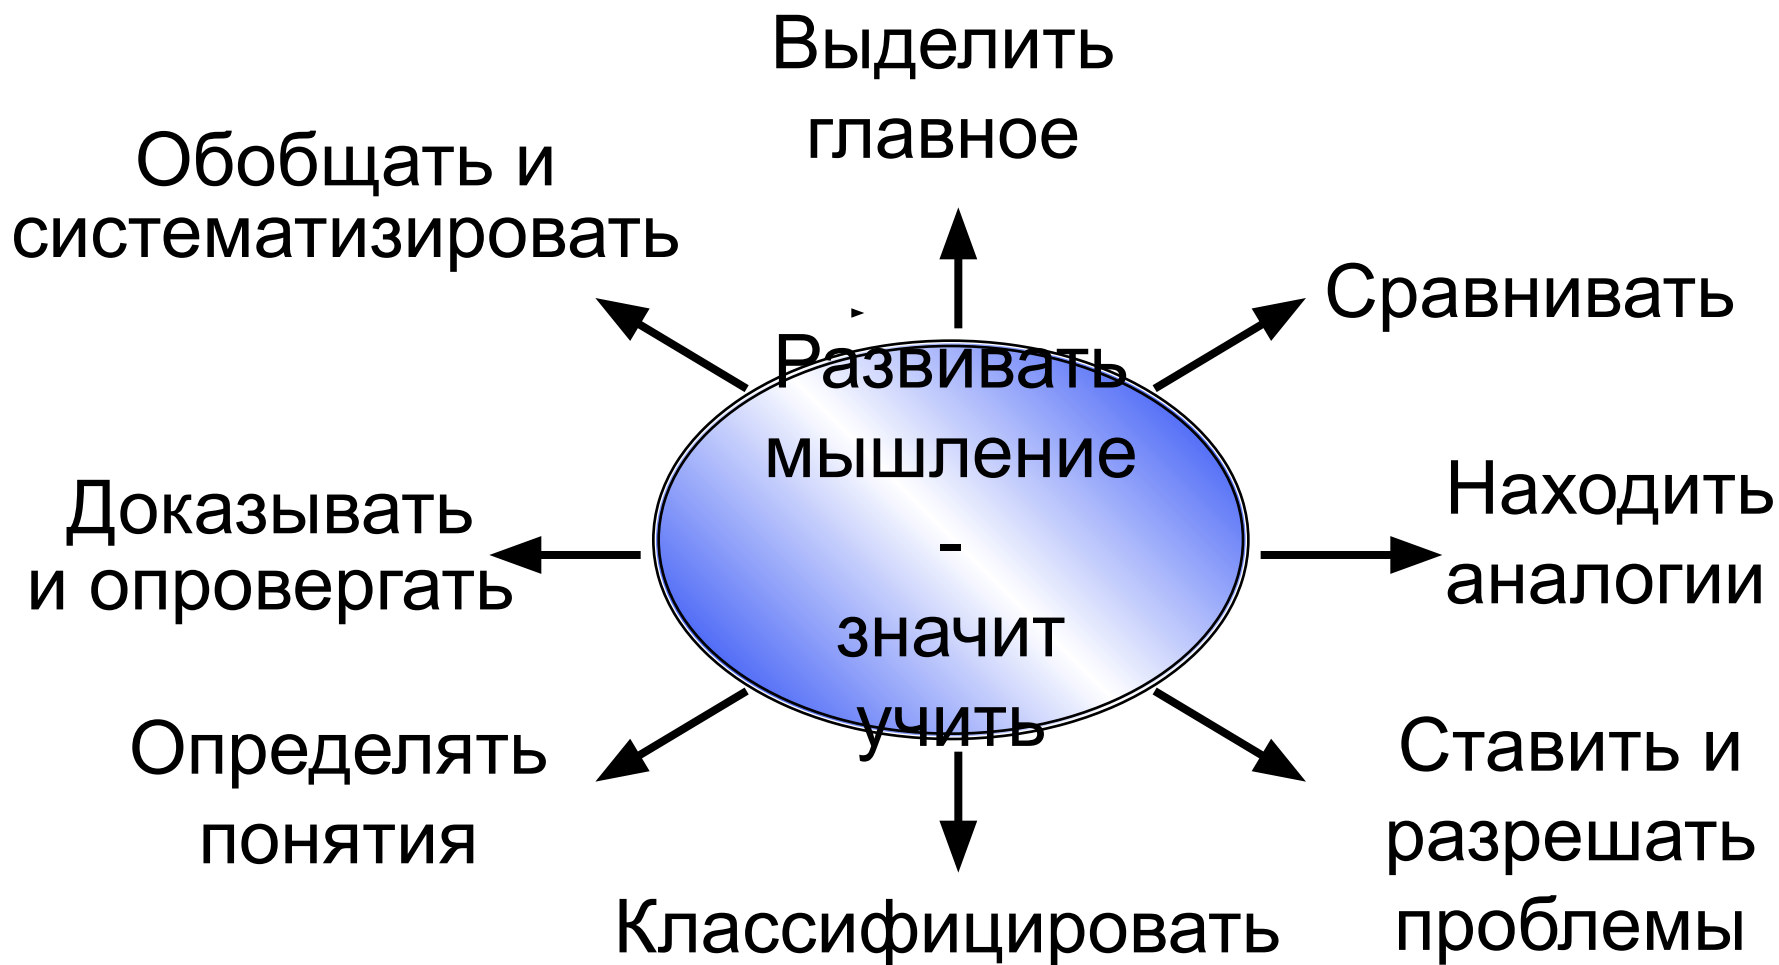 Выделить
главное
Обобщать и
систематизировать
Сравнивать
Развивать
мышление
-
значит
учить
Доказывать
и опровергать
Находить
аналогии
Определять
понятия
Ставить и
разрешать
проблемы
Классифицировать